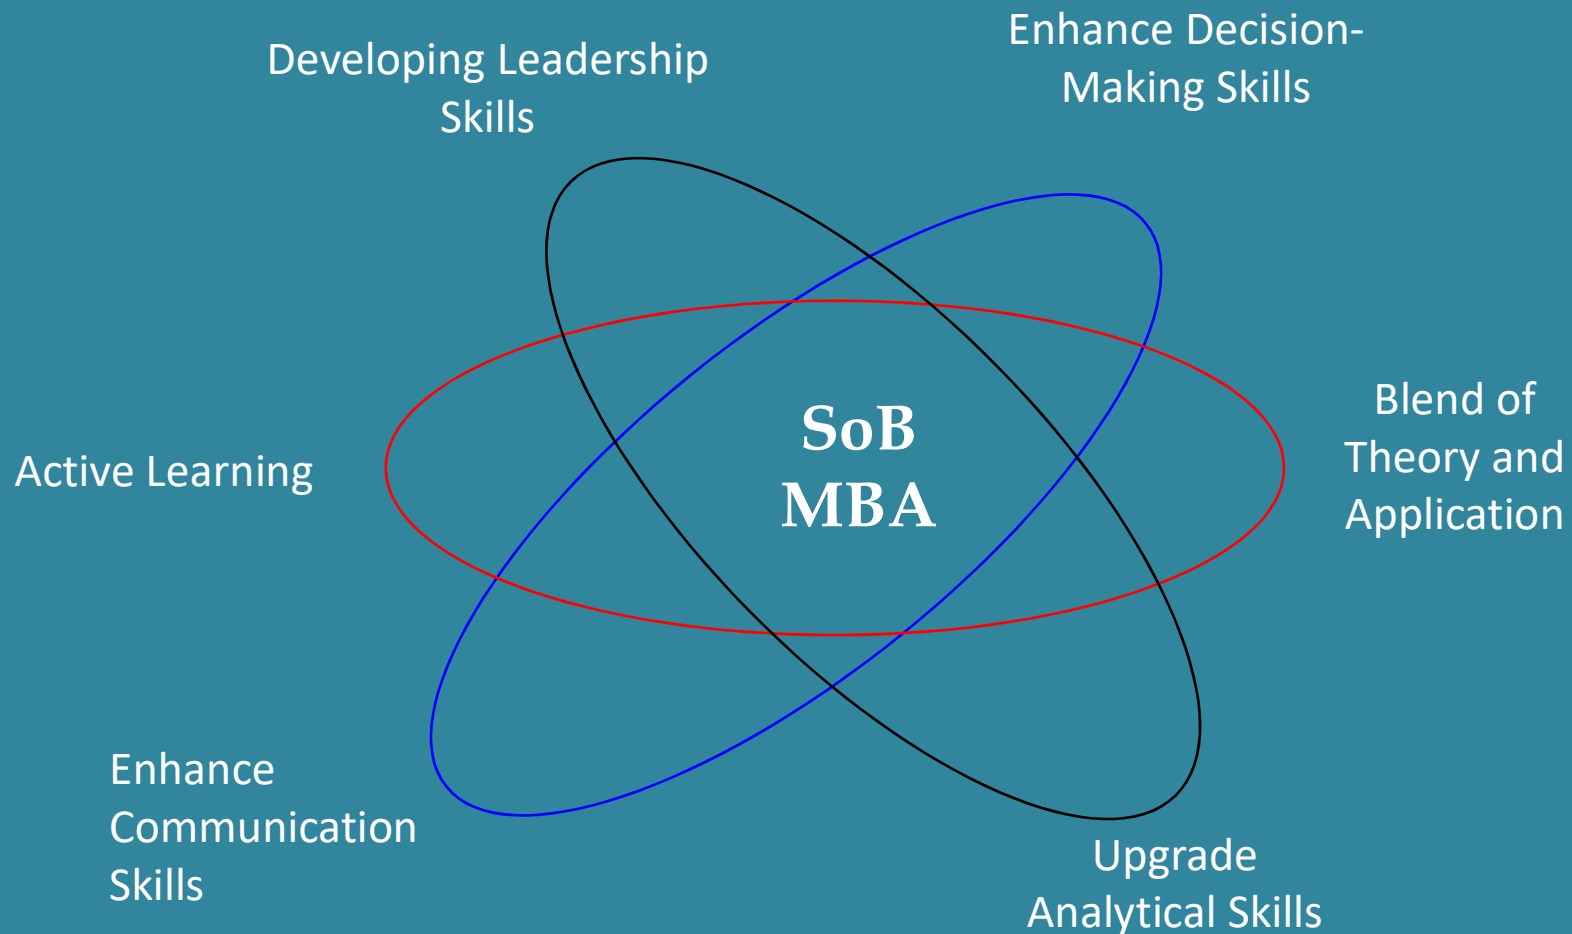 Developing Leadership
Skills
Enhance Decision-
Making Skills
Active Learning
SoB
MBA
Blend of
Theory and
Application
Enhance
Communication
Skills
Upgrade
Analytical Skills